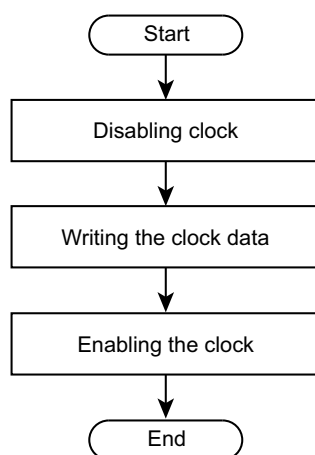 Start
Disabling clock
Writing the clock data
Enabling the clock
End